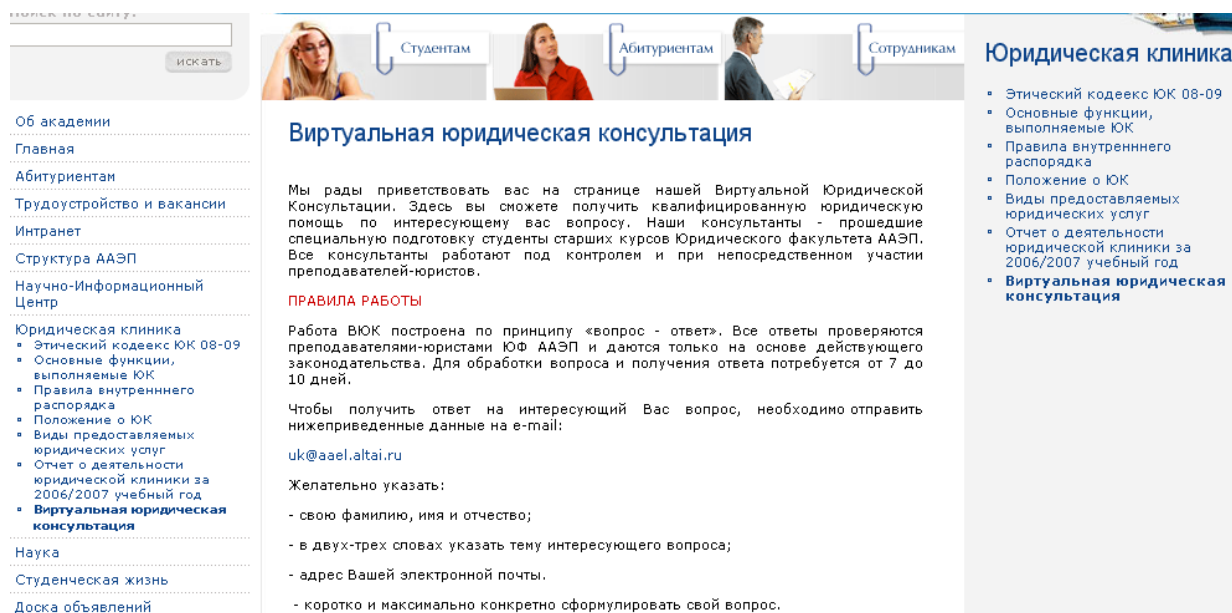 Поиск по сайту:
искать
Студентам
Абитуриентам
Сотрудникам
Об академии
Главная
Абитуриентам
Трудоустройство и вакансии
Интранет
Структура ААЭП
Научно-Информационный
Центр
Юридическая клиника
Этический кодеекс ЮК 08-09
Основные функции,
выполняемые ЮК
Правила внутренннего
распорядка
Положение о ЮК
Виды предоставляемых
юридических услуг
Отчет о деятельности
юридической клиники за
2006/2007 учебный год
Виртуальная юридическая
консультация
Наука
Студенческая жизнь
Доска объявлений
Виртуальная юридическая консультация
Мы рады приветствовать вас на странице нашей Виртуальной Юридической
Консультации. Здесь вы сможете получить квалифицированную юридическую
помощь по интересующему вас вопросу. Наши консультанты - прошедшие
специальную подготовку студенты старших курсов Юридического факультета ААЭП.
Все консультанты работают под контролем и при непосредственном участии
преподавателей-юристов.
ПРАВИЛА РАБОТЫ
Работа ВЮК построена по принципу «вопрос - ответ». Все ответы проверяются
преподавателями-юристами ЮФ ААЭП и даются только на основе действующего
законодательства. Для обработки вопроса и получения ответа потребуется от 7 до
10 дней.
Чтобы получить ответ на интересующий Вас вопрос, необходимо отправить
нижеприведенные данные на e-mail:
uk@aael.altai.ru
Желательно указать:
- свою фамилию, имя и отчество;
- в двух-трех словах указать тему интересующего вопроса;
- адрес Вашей электронной почты.
- коротко и максимально конкретно сформулировать свой вопрос.
Юридическая клиника
Этический кодеекс ЮК 08-09
Основные функции,
выполняемые ЮК
Правила внутренннего
распорядка
Положение о ЮК
Виды предоставляемых
юридических услуг
Отчет о деятельности
юридической клиники за
2006/2007 учебный год
Виртуальная юридическая
консультация